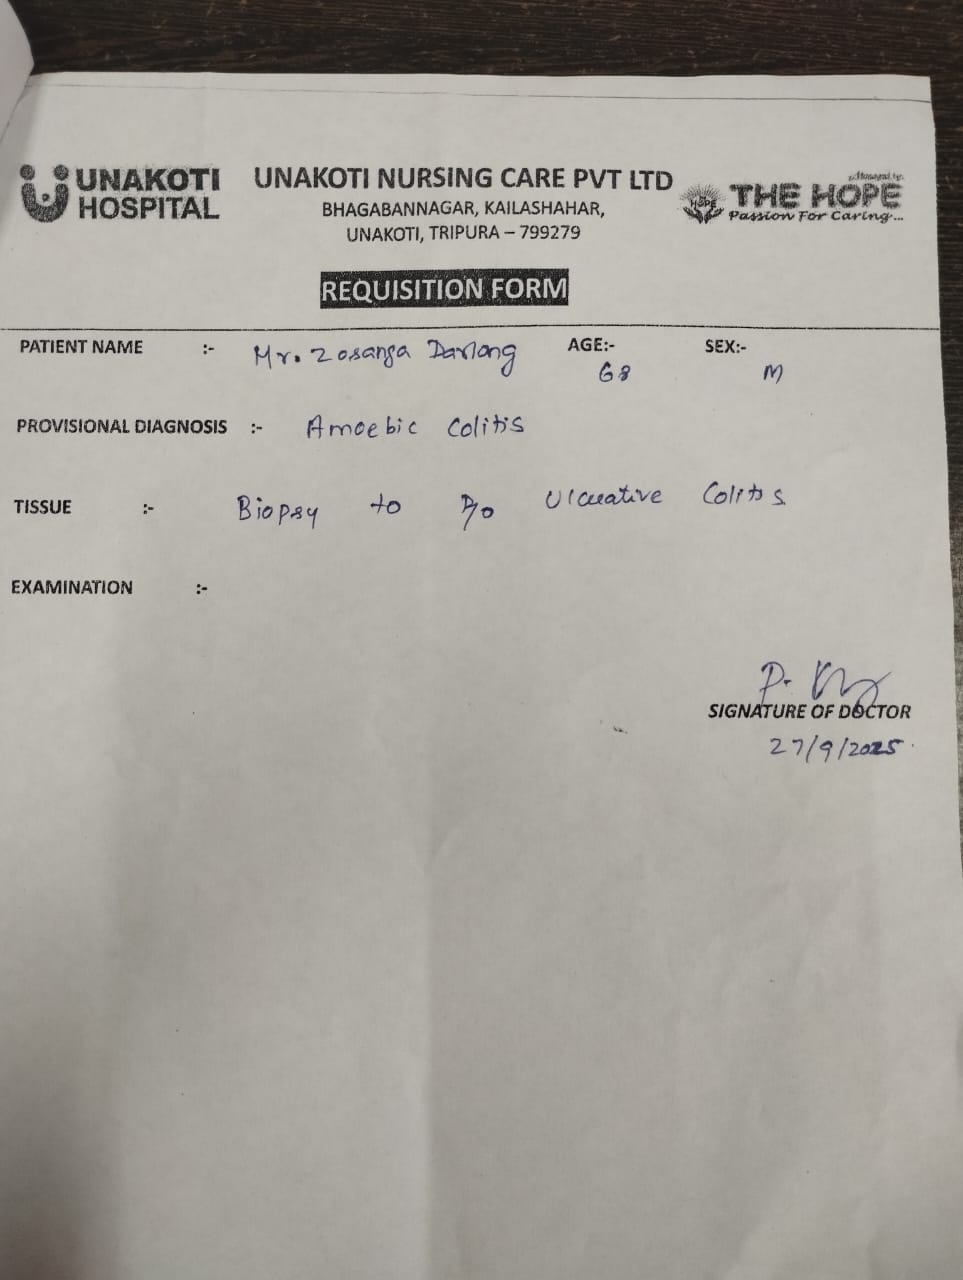 UNAKOTI HOSPITAL
UNAKOTI NURSING CARE PVT LTD
BHAGABANNAGAR, KAILASHAHAR,
UNAKOTI, TRIPURA – 799279
THE HOPE
HOPE
Passion For Caring...
REQUISITION FORM
PATIENT NAME :- Mr. Zosanga Darlong AGE:- 68 SEX:- M
PROVISIONAL DIAGNOSIS :- Amoebic Colitis
TISSUE :- Biopsy to R/o Ulcerative Colitis
EXAMINATION :-
SIGNATURE OF DOCTOR
27/9/2025